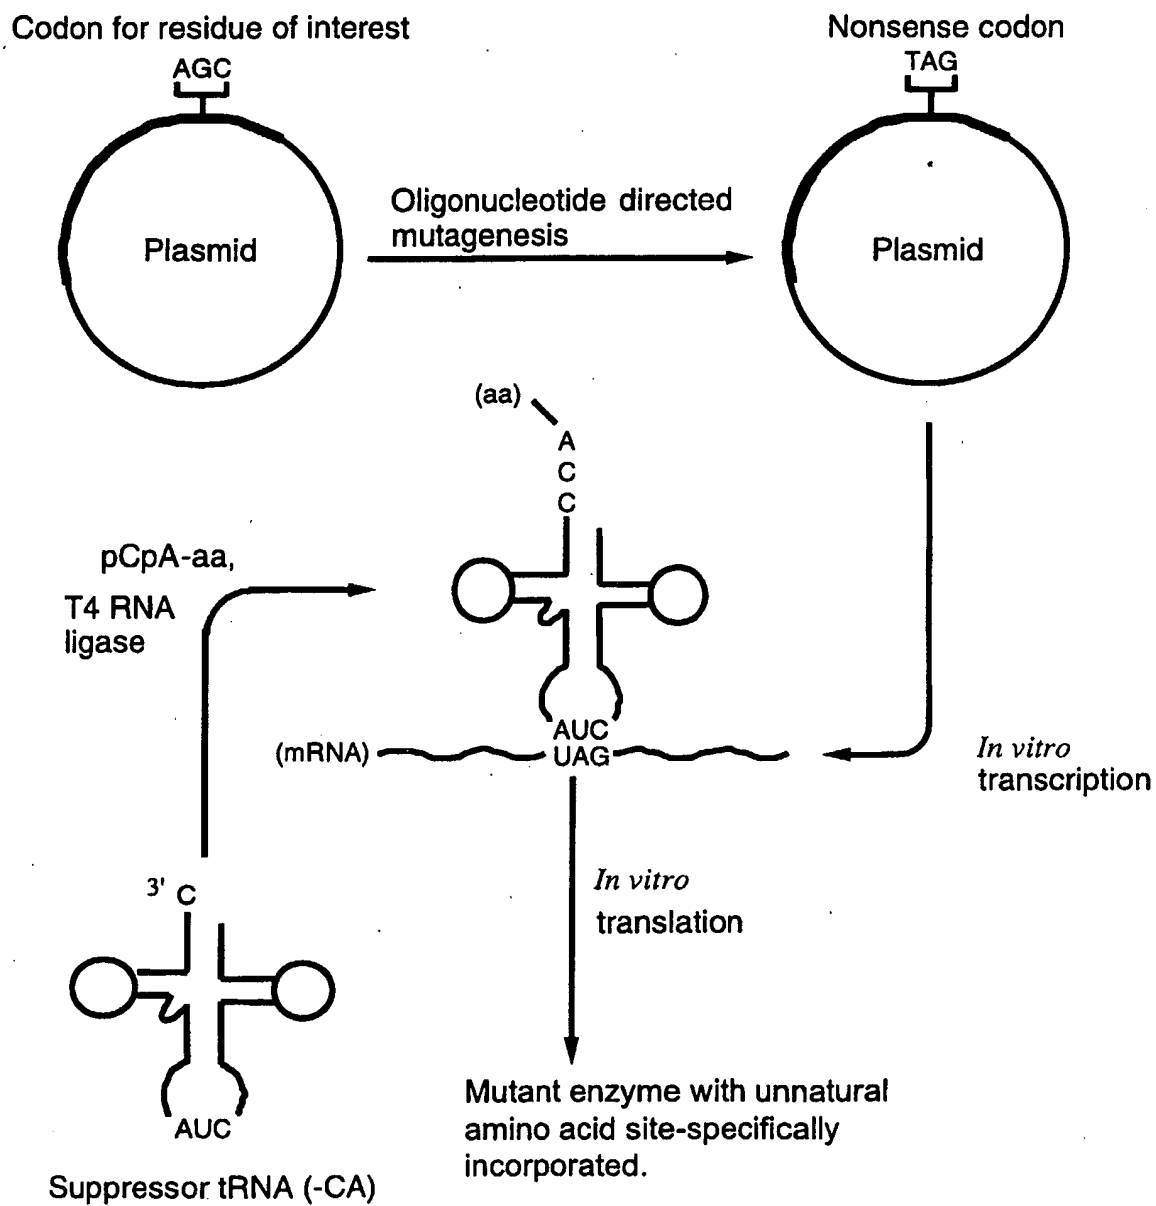 Codon for residue of interest
AGC
Plasmid
Oligonucleotide directed
mutagenesis
Nonsense codon
TAG
Plasmid
(aa)
A
C
C
pCpA-aa,
T4 RNA
ligase
AUC
(mRNA)
UAG
In vitro
transcription
In vitro
translation
3' C
AUC
Suppressor tRNA (-CA)
Mutant enzyme with unnatural
amino acid site-specifically
incorporated.